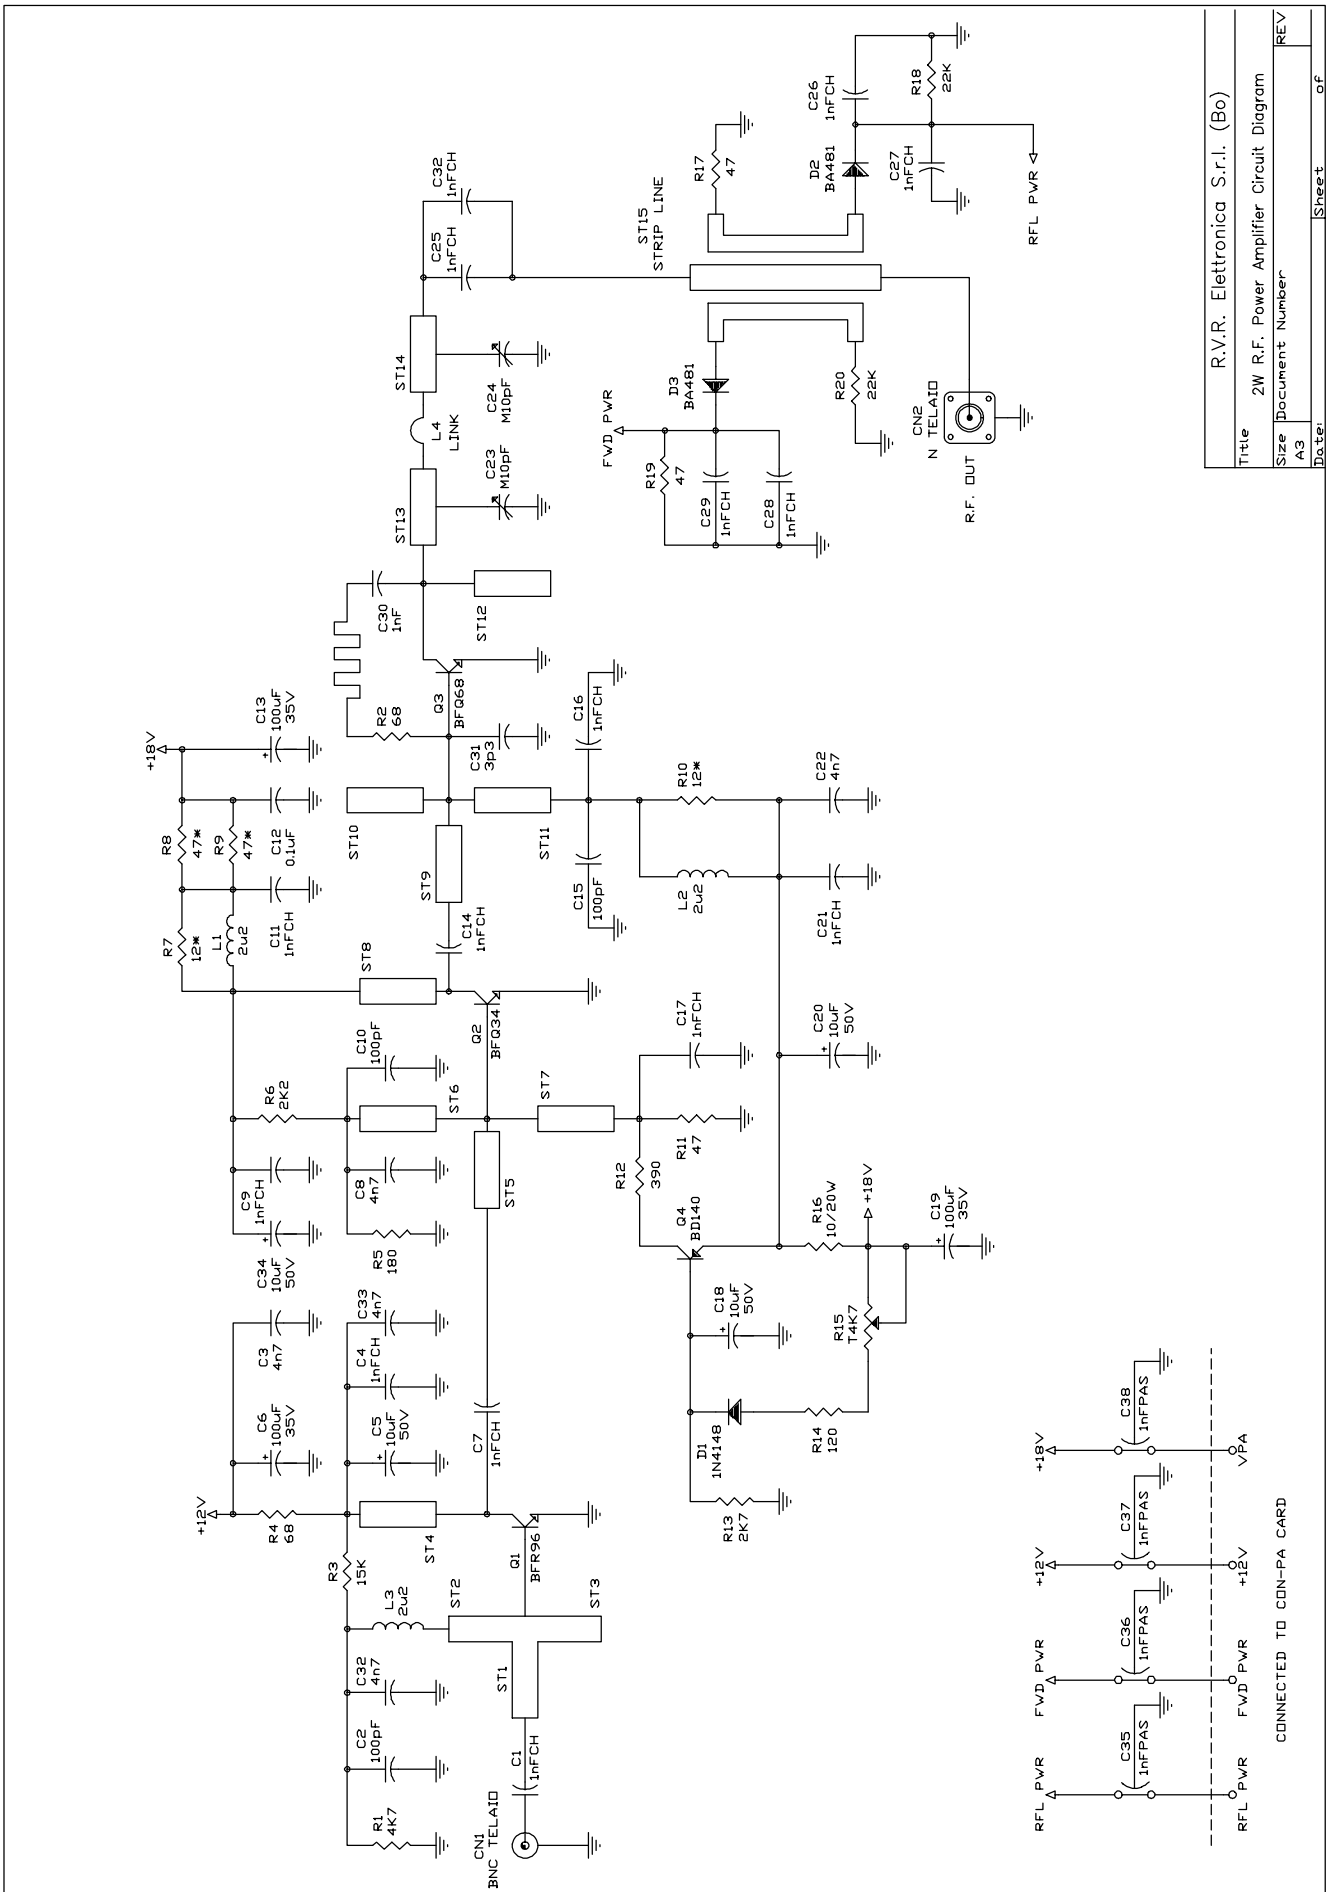 +12V
+18V
R7
12*
R8
47*
R9
47*
L1
2u2
C11
1nFCH
C12
0.1uF
C13
100uF
35V
R4
68
C6
100uF
35V
C3
4n7
C34
10uF
50V
C9
1nFCH
R6
2K2
R1
4K7
C2
100pF
C32
4n7
L3
2u2
R3
15K
C5
10uF
50V
C4
1nFCH
C33
4n7
R5
180
C8
4n7
C10
100pF
ST8
ST10
R2
68
C30
1nF
CN1
BNC TELAIO
C1
1nFCH
ST1
ST2
ST3
ST4
Q1
BFR96
C7
1nFCH
ST5
ST6
ST7
Q2
BFQ34
C14
1nFCH
ST9
ST11
C31
3p3
Q3
BFQ68
ST12
ST13
C23
M10pF
L4
LINK
ST14
C24
M10pF
C25
1nFCH
C32
1nFCH
R12
390
R11
47
C17
1nFCH
C15
100pF
C16
1nFCH
L2
2u2
R10
12*
C20
10uF
50V
C21
1nFCH
C22
4n7
Q4
BD140
R13
2K7
D1
1N4148
R14
120
C18
10uF
50V
R15
T4K7
R16
10/20W
+18V
C19
100uF
35V
FWD PWR
R19
47
C29
1nFCH
C28
1nFCH
D3
BA481
R20
22K
ST15
STRIP LINE
R17
47
D2
BA481
C26
1nFCH
R18
22K
C27
1nFCH
RFL PWR
CN2
N TELAIO
R.F. OUT
RFL PWR
FWD PWR
+12V
+18V
C35
1nFPAS
C36
1nFPAS
C37
1nFPAS
C38
1nFPAS
RFL PWR
FWD PWR
+12V
VPA
CONNECTED TO CON-PA CARD
R.V.R. Elettronica S.r.l. (Bo)
Title
2W R.F. Power Amplifier Circuit Diagram
Size
Document Number
REV
A3
Date:
Sheet
of